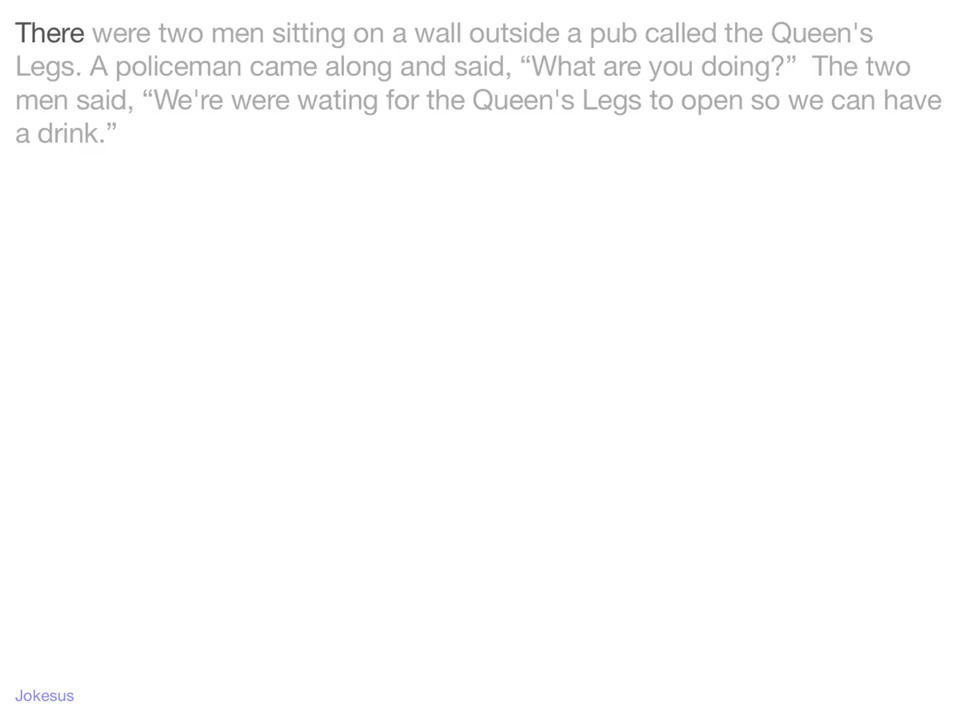 There were two men sitting on a wall outside a pub called the Queen's
Legs. A policeman came along and said, “What are you doing?”  The two
men said, “We're were wating for the Queen's Legs to open so we can have
a drink.”
Jokesus